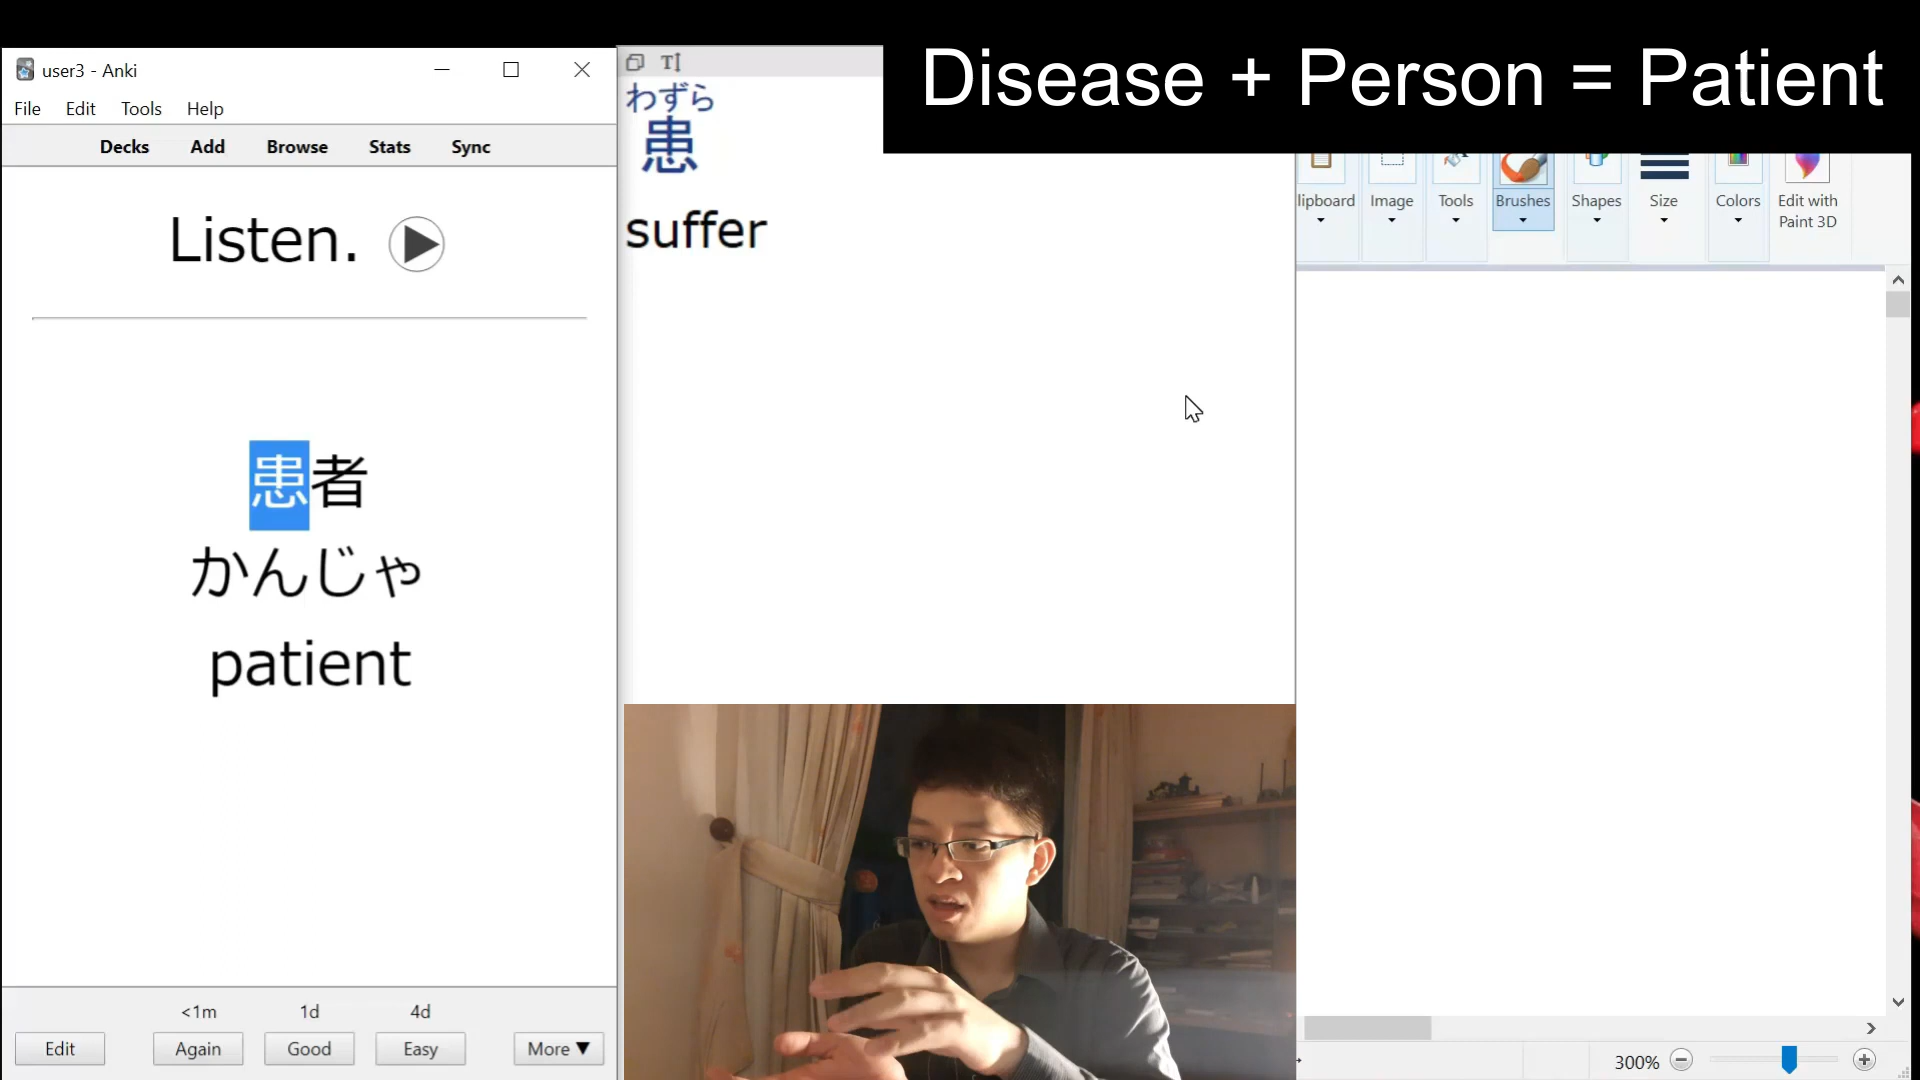 Disease + Person = Patient
user3 - Anki
File Edit Tools Help
Decks Add Browse Stats Sync
Listen.
患者
かんじゃ
patient
<1m 1d 4d
Edit Again Good Easy More ▼
わずら
患
suffer
lipboard Image Tools Brushes Shapes Size Colors Edit with
Paint 3D
300%